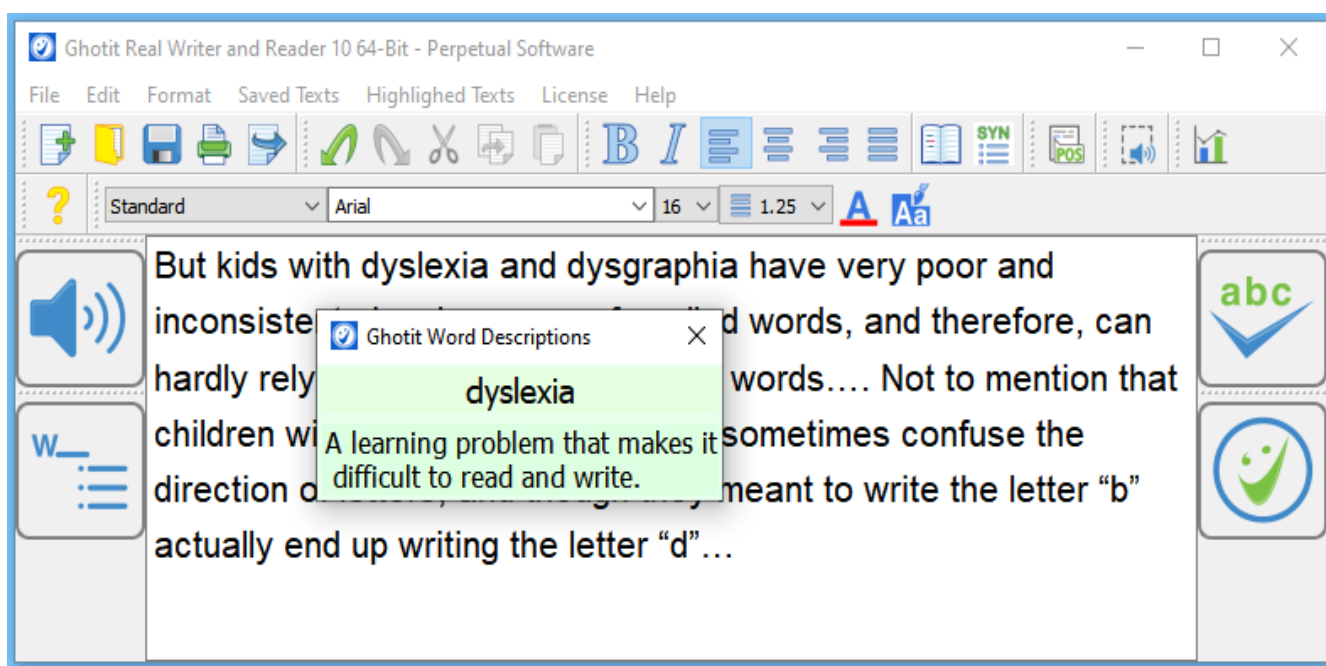 Ghotit Real Writer and Reader 10 64-Bit - Perpetual Software
File Edit Format Saved Texts Highlighed Texts License Help
B I SYN POS
? Standard Arial 16 1.25 A Aa
But kids with dyslexia and dysgraphia have very poor and
abc
inconsiste words, and therefore, can
Ghotit Word Descriptions
hardly rely words…. Not to mention that
dyslexia
W
children wi sometimes confuse the
A learning problem that makes it
difficult to read and write.
direction meant to write the letter “b”
actually end up writing the letter “d”…